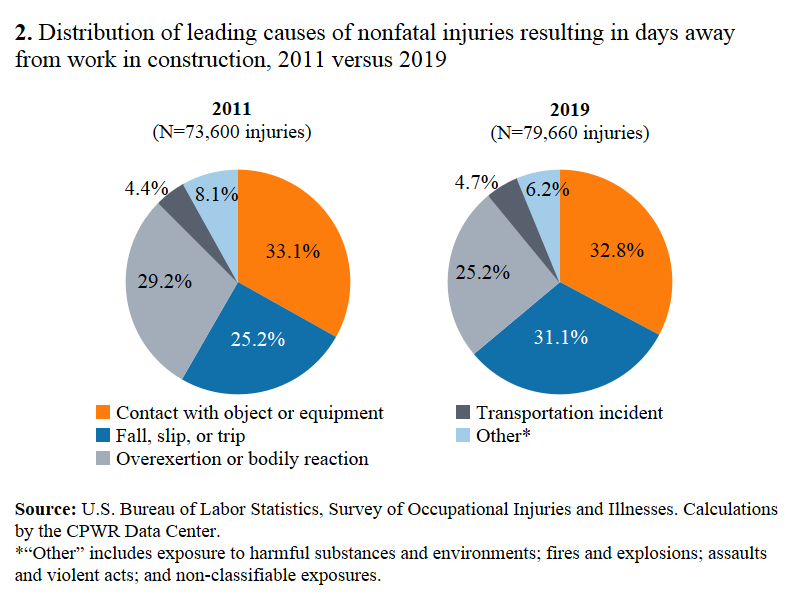 2. Distribution of leading causes of nonfatal injuries resulting in days away
from work in construction, 2011 versus 2019
2011
(N=73,600 injuries)
4.4%
8.1%
33.1%
29.2%
25.2%
2019
(N=79,660 injuries)
4.7%
6.2%
32.8%
25.2%
31.1%
Contact with object or equipment
Fall, slip, or trip
Overexertion or bodily reaction
Transportation incident
Other*
Source: U.S. Bureau of Labor Statistics, Survey of Occupational Injuries and Illnesses. Calculations
by the CPWR Data Center.
*“Other” includes exposure to harmful substances and environments; fires and explosions; assaults
and violent acts; and non-classifiable exposures.